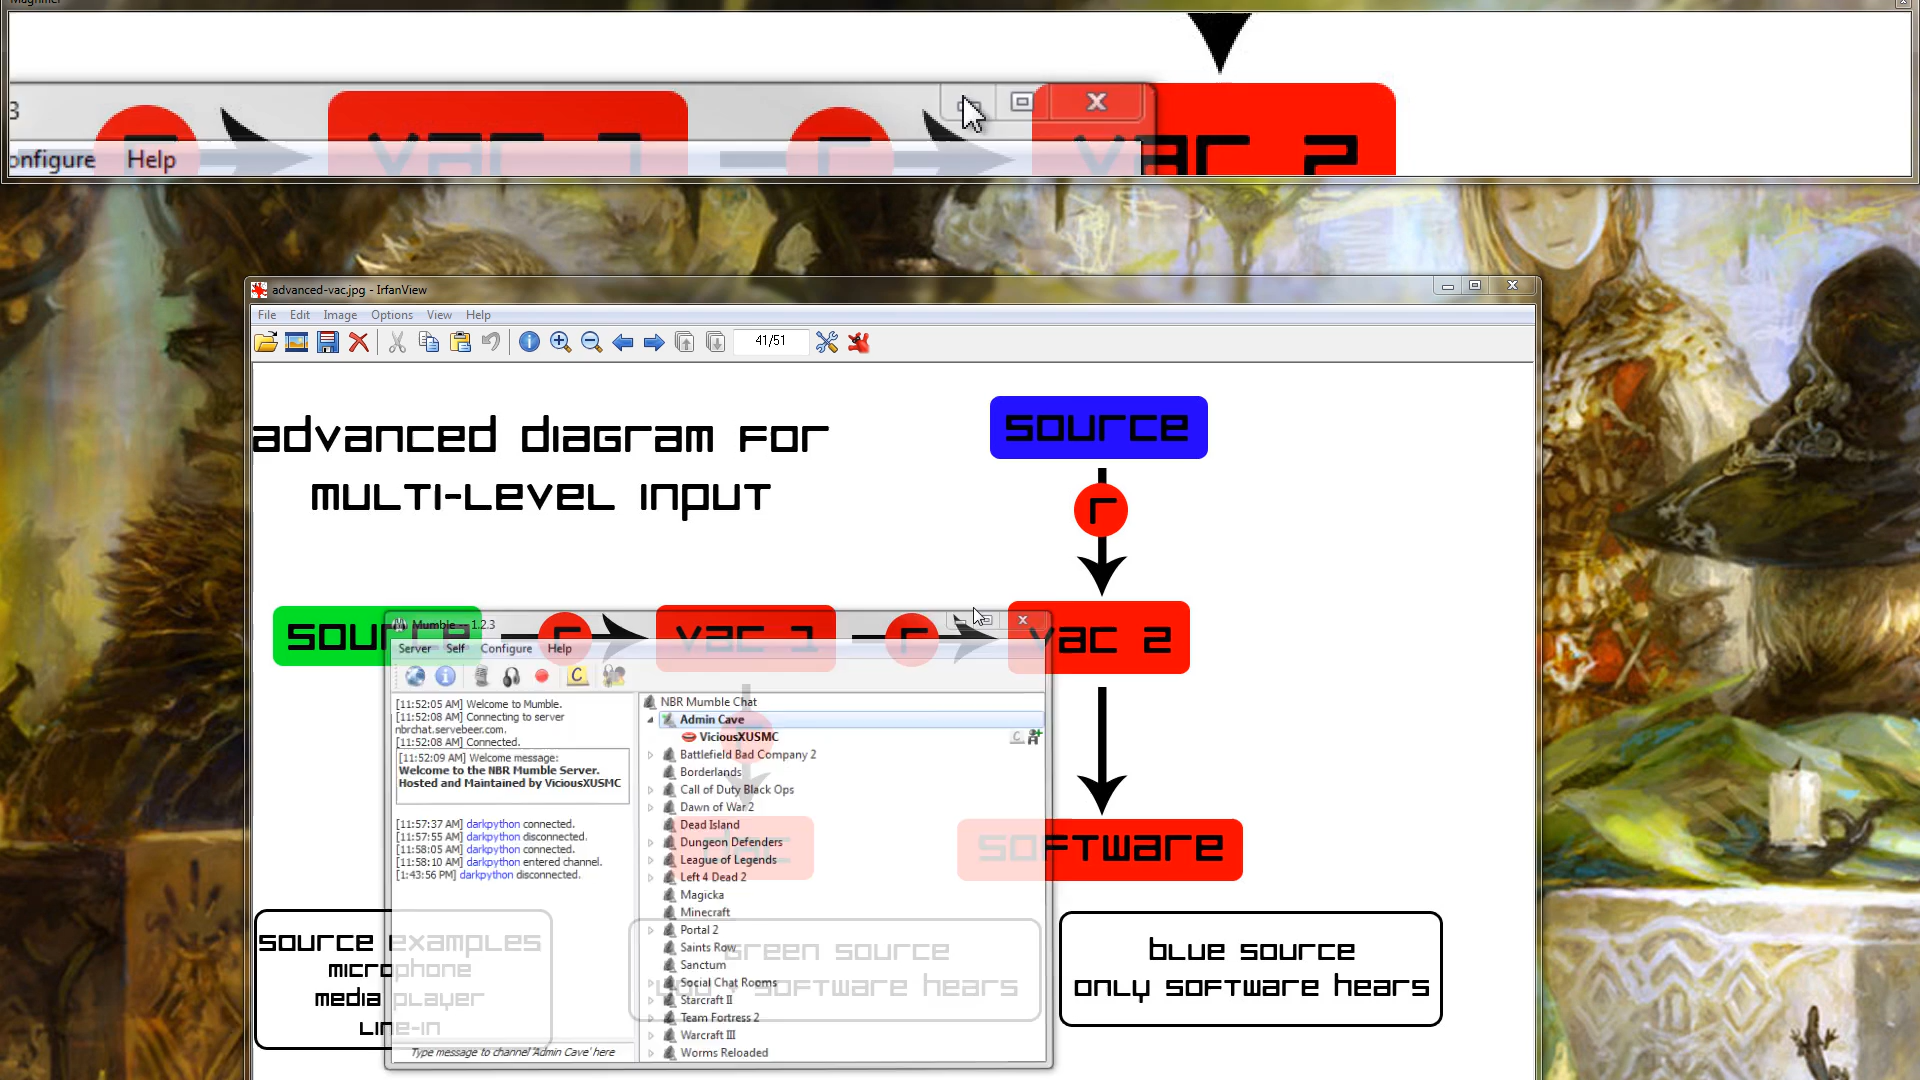 Magnifier
3
onfigure Help
vac 1 r vac 2
advanced-vac.jpg - IrfanView
File Edit Image Options View Help
41/51
advanced diagram for
multi-level input
source
r
source r vac 1 r vac 2
Mumble -- 1.2.3
Server Self Configure Help
[11:52:05 AM] Welcome to Mumble.
[11:52:08 AM] Connecting to server
nbrchat.servebeer.com.
[11:52:08 AM] Connected.
[11:52:09 AM] Welcome message:
Welcome to the NBR Mumble Server.
Hosted and Maintained by ViciousXUSMC
[11:57:37 AM] darkpython connected.
[11:57:55 AM] darkpython disconnected.
[11:58:05 AM] darkpython connected.
[11:58:10 AM] darkpython entered channel.
[1:43:56 PM] darkpython disconnected.
Type message to channel 'Admin Cave' here
NBR Mumble Chat
Admin Cave
ViciousXUSMC
Battlefield Bad Company 2
Borderlands
Call of Duty Black Ops
Dawn of War 2
Dead Island
Dungeon Defenders
League of Legends
Left 4 Dead 2
Magicka
Minecraft
Portal 2
Saints Row
Sanctum
Social Chat Rooms
Starcraft II
Team Fortress 2
Warcraft III
Worms Reloaded
software
source examples
microphone
media player
line-in
green source
software hears
blue source
only software hears